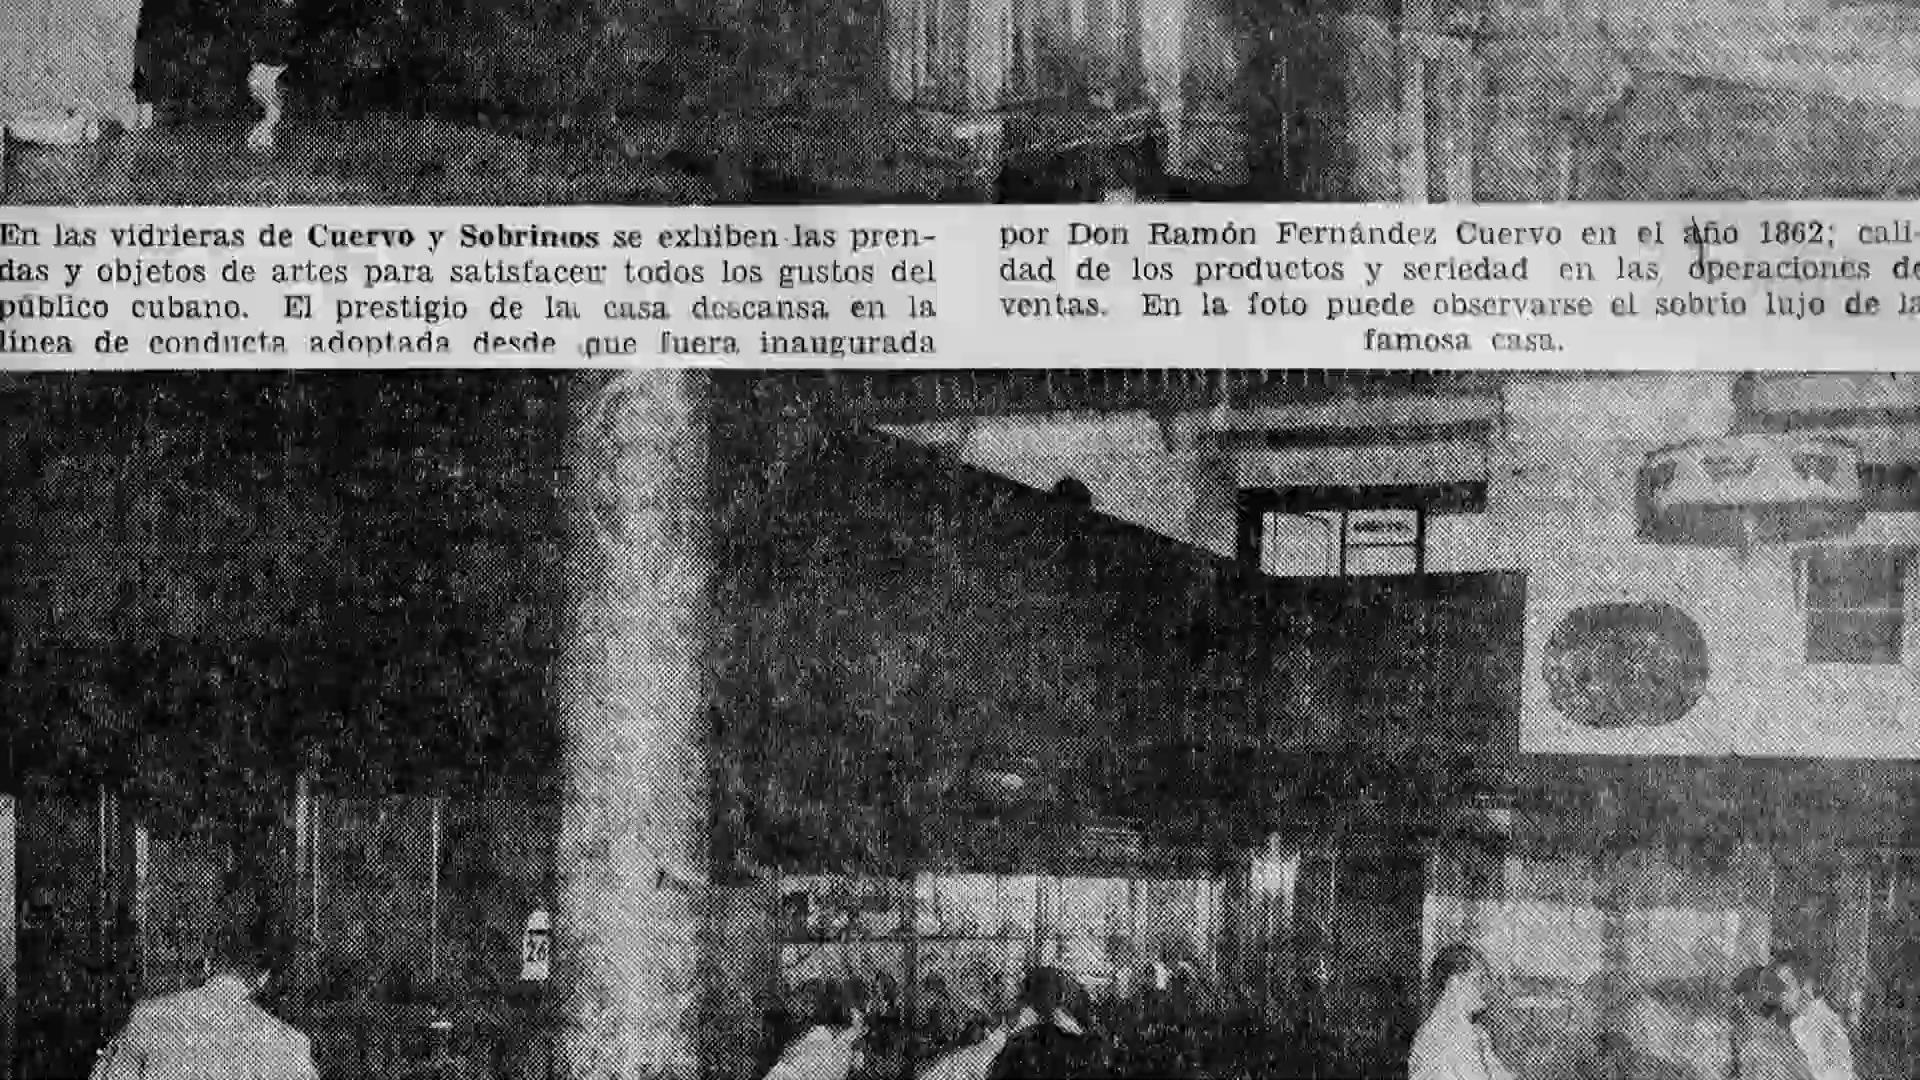 En las vidrieras de Cuervo y Sobrinos se exhiben las pren-
das y objetos de artes para satisfacer todos los gustos del
público cubano. El prestigio de la casa descansa en la
línea de conducta adoptada desde que fuera inaugurada
por Don Ramón Fernández Cuervo en el año 1862; cali-
dad de los productos y seriedad en las operaciones de
ventas. En la foto puede observarse el sobrio lujo de la
famosa casa.
26